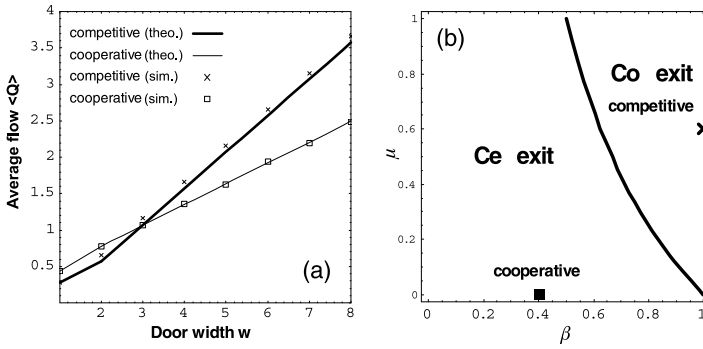 4
3.5
3
2.5
2
1.5
1
0.5
Average flow <Q>
competitive (theo.)
cooperative (theo.)
competitive (sim.)
cooperative (sim.)
(a)
2 3 4 5 6 7 8
Door width w
(b)
1
0.8
0.6
0.4
0.2
0
μ
Co exit
competitive
Ce exit
cooperative
0 0.2 0.4 0.6 0.8 1
β